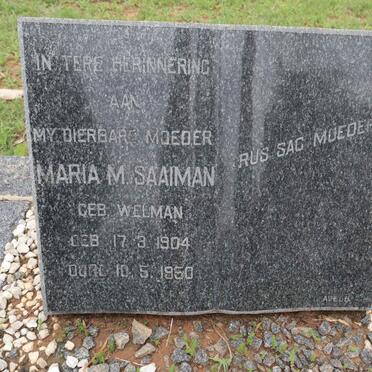 IN TERE HERINNERING
AAN
MY DIERBARE MOEDER
MARIA M. SAAIMAN
GEB. WELMAN
GEB. 17. 3. 1904
OORL. 10. 5. 1950
RUS SAG MOEDER